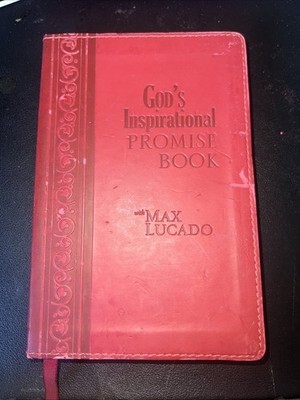 GOD'S
INSPIRATIONAL
PROMISE
BOOK
with MAX
LUCADO